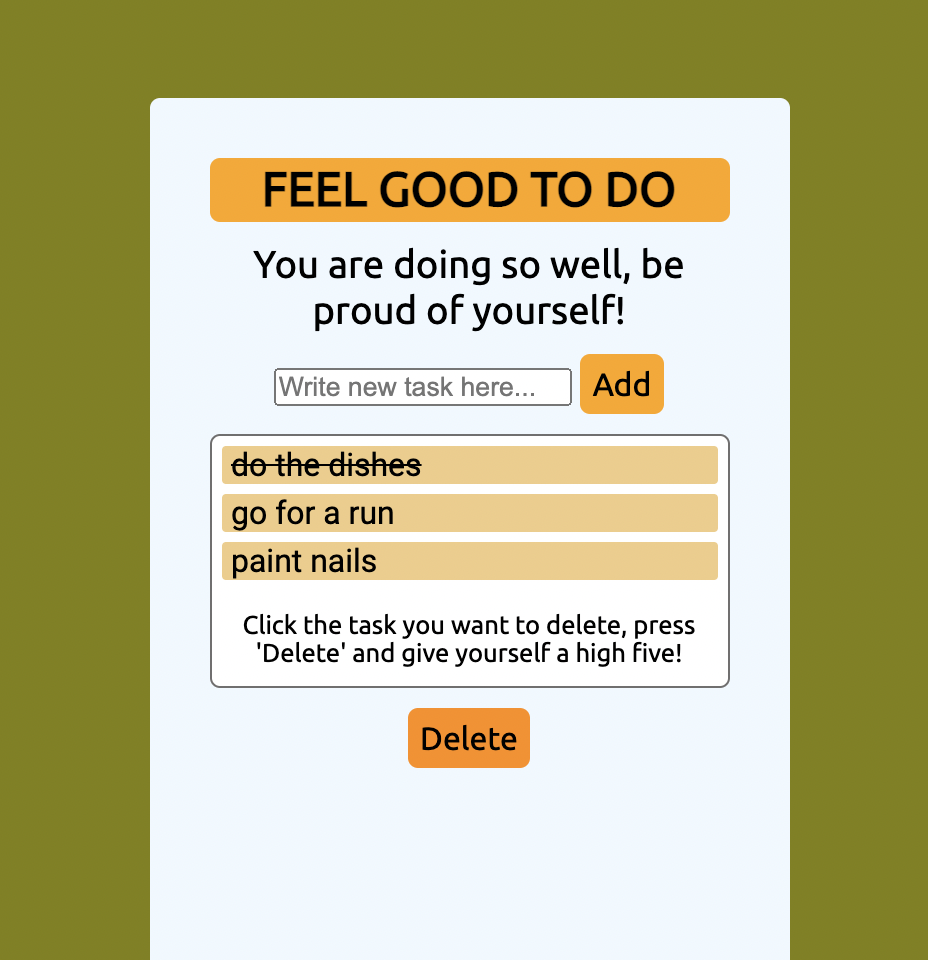 FEEL GOOD TO DO
You are doing so well, be
proud of yourself!
Write new task here...
Add
do the dishes
go for a run
paint nails
Click the task you want to delete, press
'Delete' and give yourself a high five!
Delete